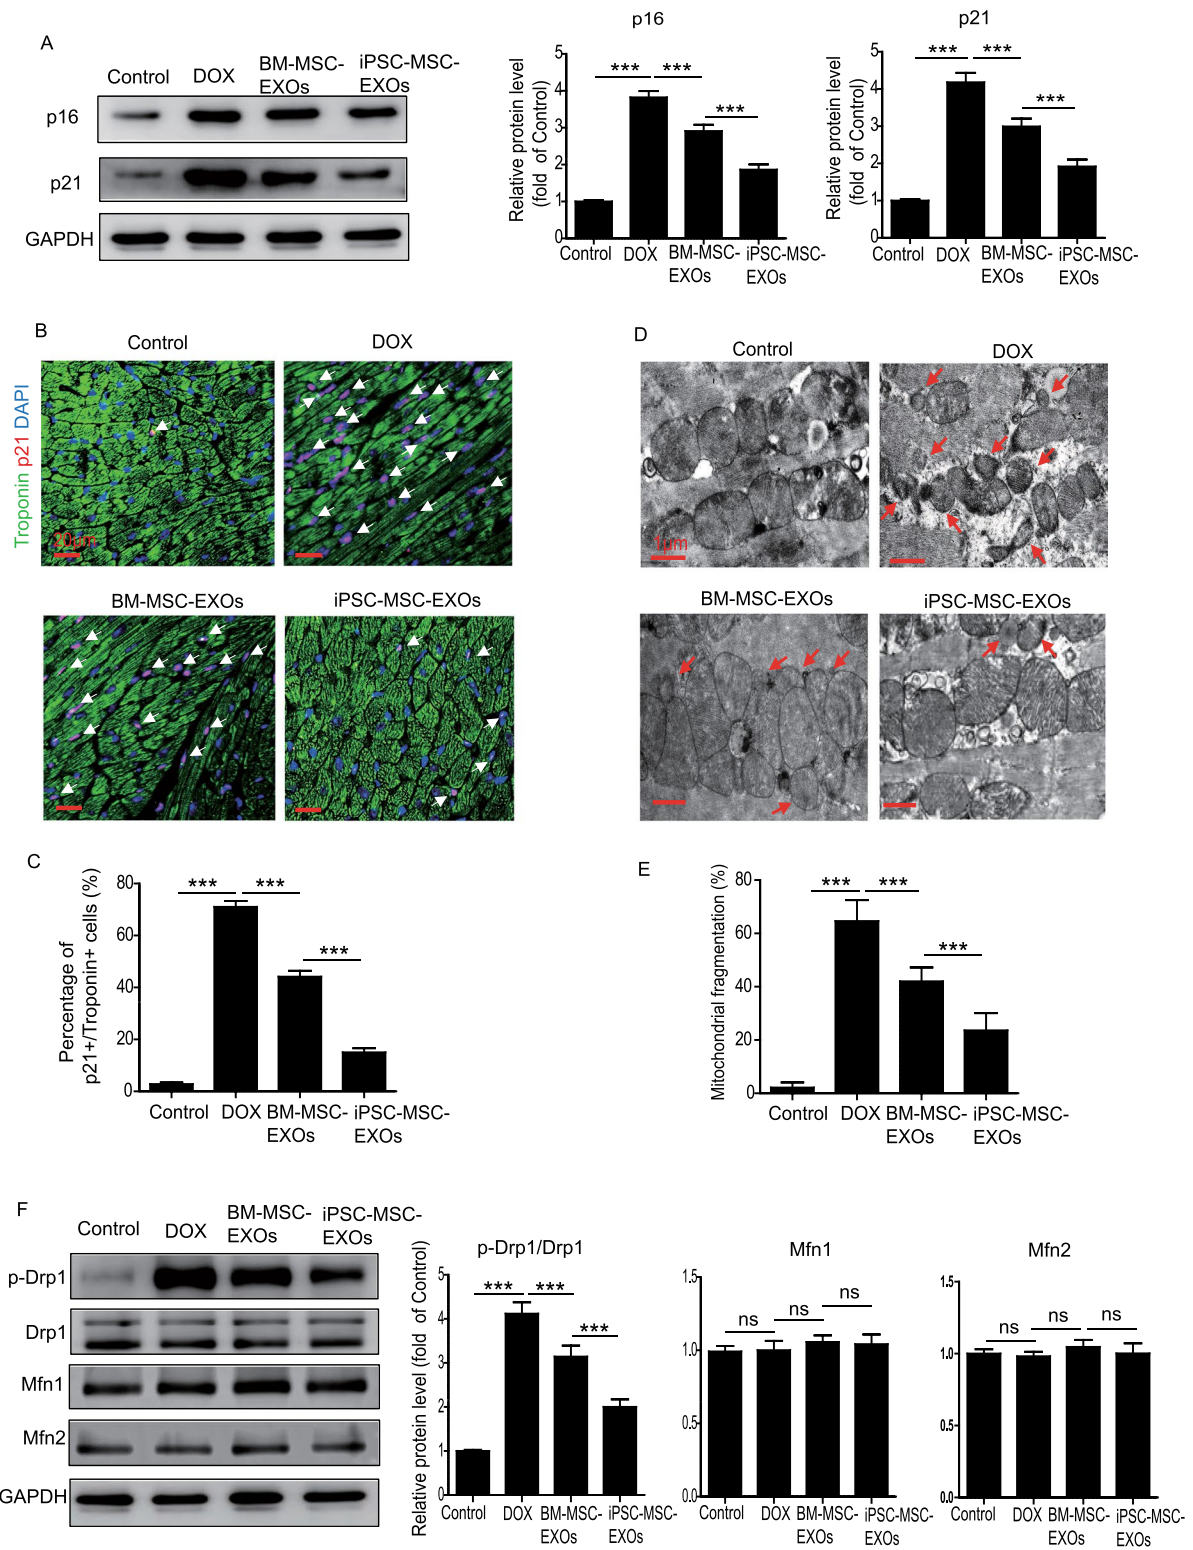 A
Control
DOX
BM-MSC-
EXOs
iPSC-MSC-
EXOs
p16
p21
GAPDH
p16
Relative protein level
(fold of Control)
5
4
3
2
1
0
***
***
***
Control
DOX
BM-MSC-
EXOs
iPSC-MSC-
EXOs
p21
Relative protein level
(fold of Control)
5
4
3
2
1
0
***
***
***
Control
DOX
BM-MSC-
EXOs
iPSC-MSC-
EXOs
B
Troponin p21 DAPI
Control
DOX
20μm
BM-MSC-EXOs
iPSC-MSC-EXOs
D
Control
DOX
1μm
BM-MSC-EXOs
iPSC-MSC-EXOs
C
Percentage of
p21+/Troponin+ cells (%)
80
60
40
20
0
***
***
***
Control
DOX
BM-MSC-
EXOs
iPSC-MSC-
EXOs
E
Mitochondrial fragmentation (%)
80
60
40
20
0
***
***
***
Control
DOX
BM-MSC-
EXOs
iPSC-MSC-
EXOs
F
Control
DOX
BM-MSC-
EXOs
iPSC-MSC-
EXOs
p-Drp1
Drp1
Mfn1
Mfn2
GAPDH
p-Drp1/Drp1
Relative protein level (fold of Control)
5
4
3
2
1
0
***
***
***
Control
DOX
BM-MSC-
EXOs
iPSC-MSC-
EXOs
Mfn1
1.5
1.0
0.5
0.0
ns
ns
ns
Control
DOX
BM-MSC-
EXOs
iPSC-MSC-
EXOs
Mfn2
1.5
1.0
0.5
0.0
ns
ns
ns
Control
DOX
BM-MSC-
EXOs
iPSC-MSC-
EXOs